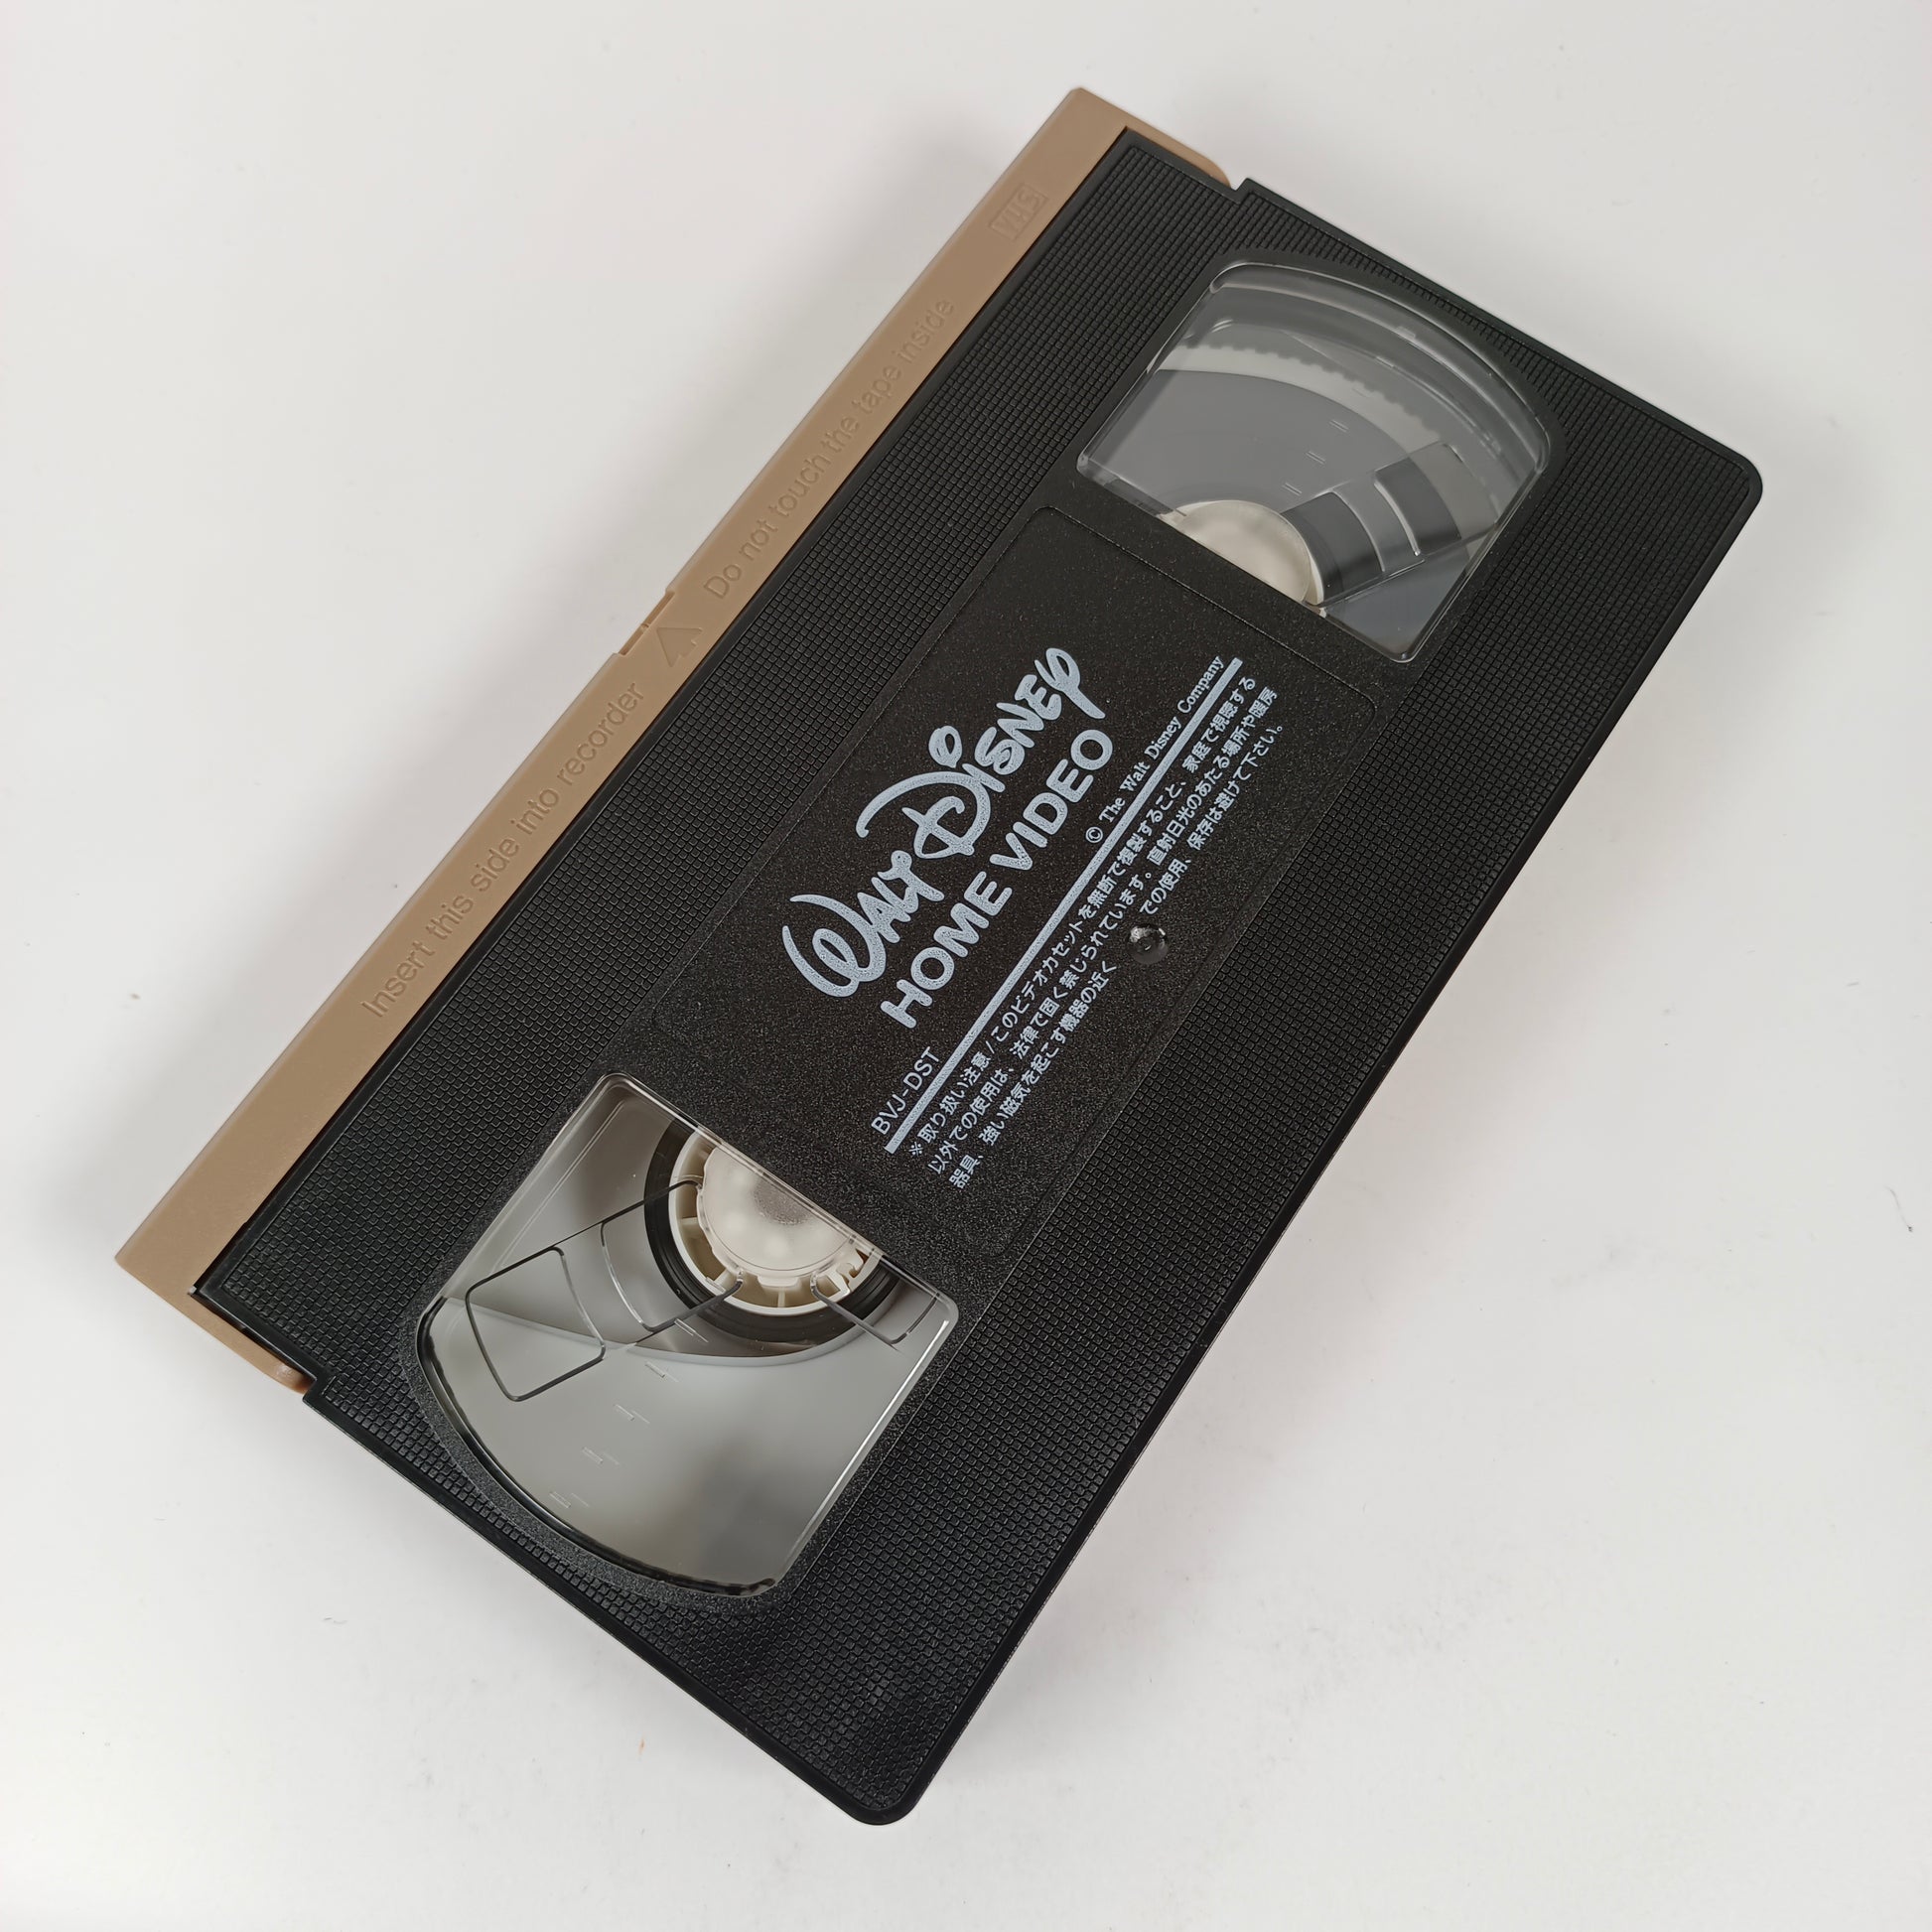 VHS
Do not touch the tape inside
Insert this side into recorder
WALT DISNEY
HOME VIDEO
BVJ-DST
© The Walt Disney Company
※取り扱い注意/このビデオカセットを無断で複製すること、家庭で視聴する
以外での使用は、法律で固く禁じられています。直射日光のあたる場所や暖房
器具、強い磁気を起こす機器の近く での使用、保存は避けて下さい。